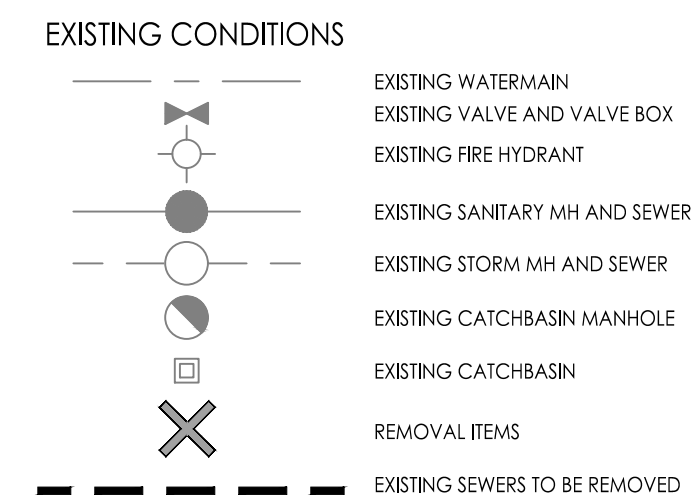 EXISTING CONDITIONS
EXISTING WATERMAIN
EXISTING VALVE AND VALVE BOX
EXISTING FIRE HYDRANT
EXISTING SANITARY MH AND SEWER
EXISTING STORM MH AND SEWER
EXISTING CATCHBASIN MANHOLE
EXISTING CATCHBASIN
REMOVAL ITEMS
EXISTING SEWERS TO BE REMOVED